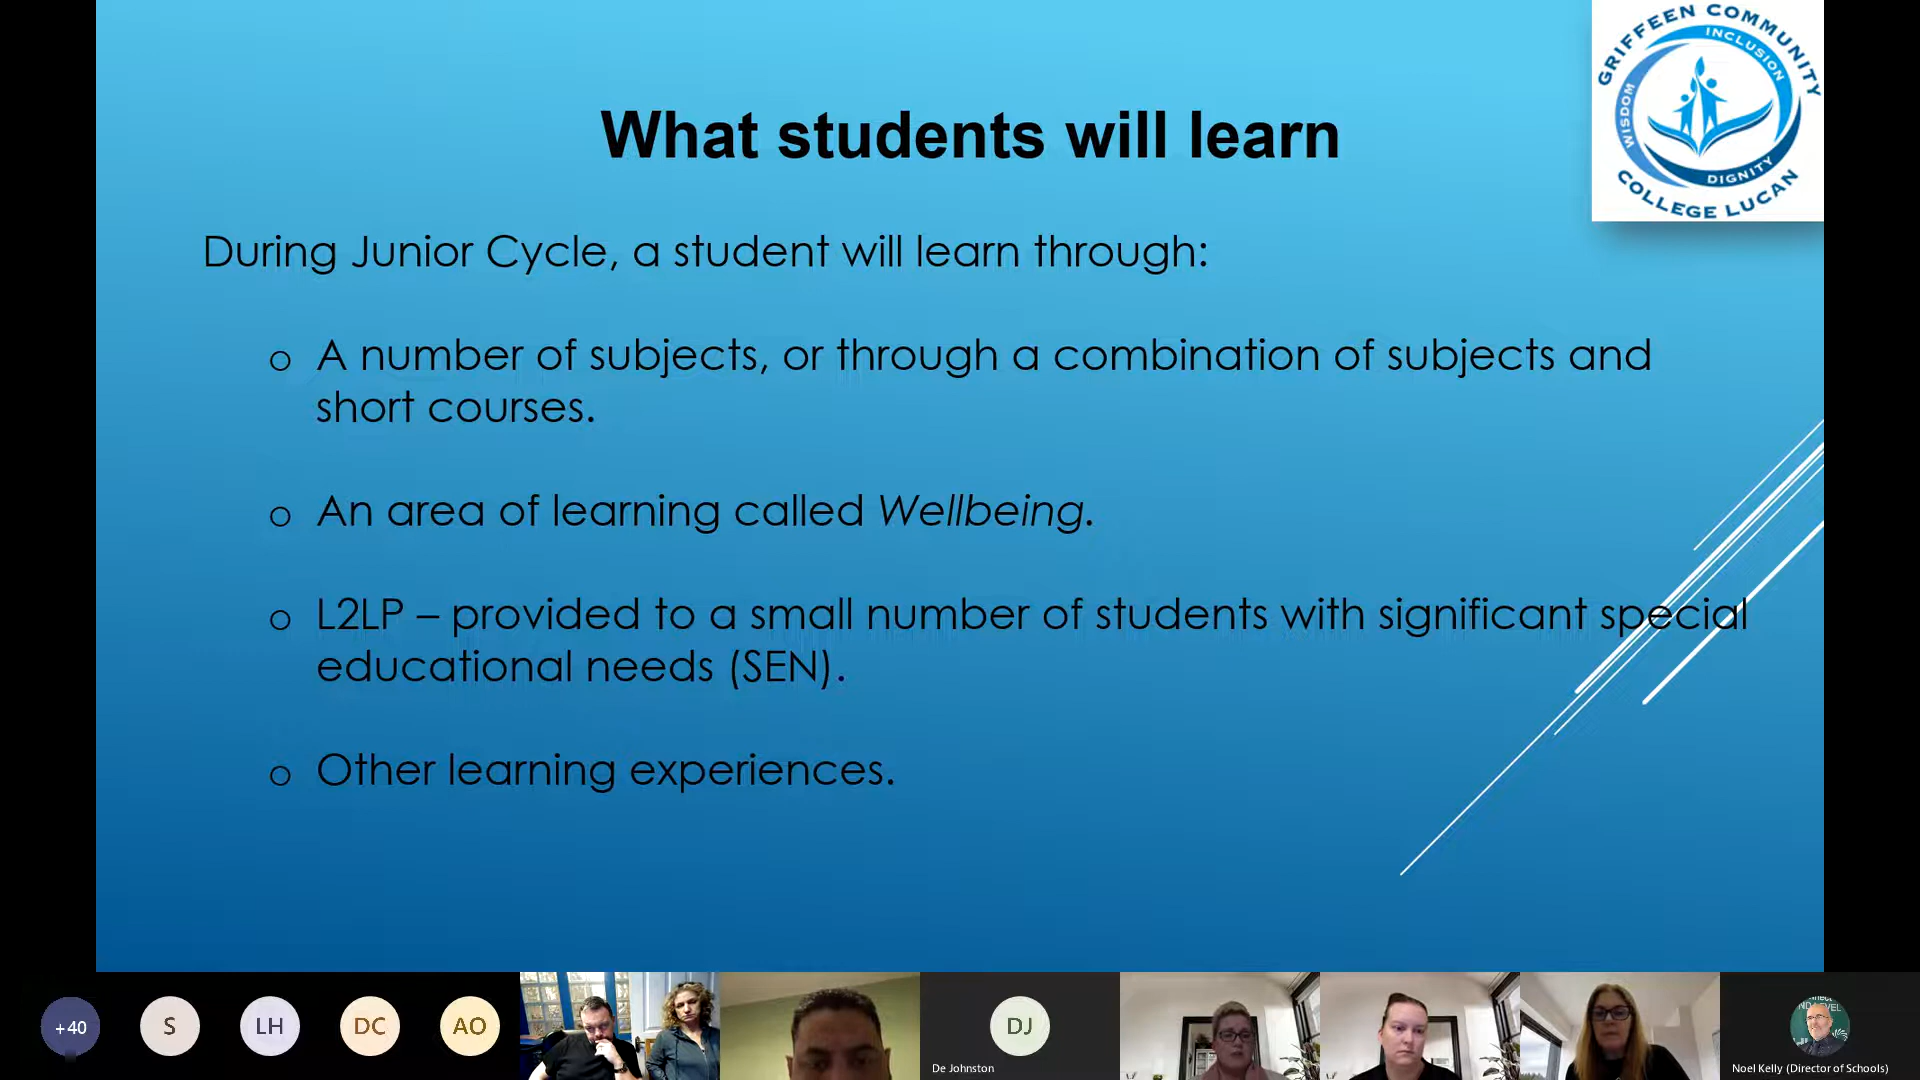 GRIFFEEN COMMUNITY
INCLUSION
WISDOM
DIGNITY
COLLEGE LUCAN
What students will learn
During Junior Cycle, a student will learn through:
o A number of subjects, or through a combination of subjects and
short courses.
o An area of learning called Wellbeing.
o L2LP – provided to a small number of students with significant special
educational needs (SEN).
o Other learning experiences.
+40
S
LH
DC
AO
DJ
De Johnston
Noel Kelly (Director of Schools)